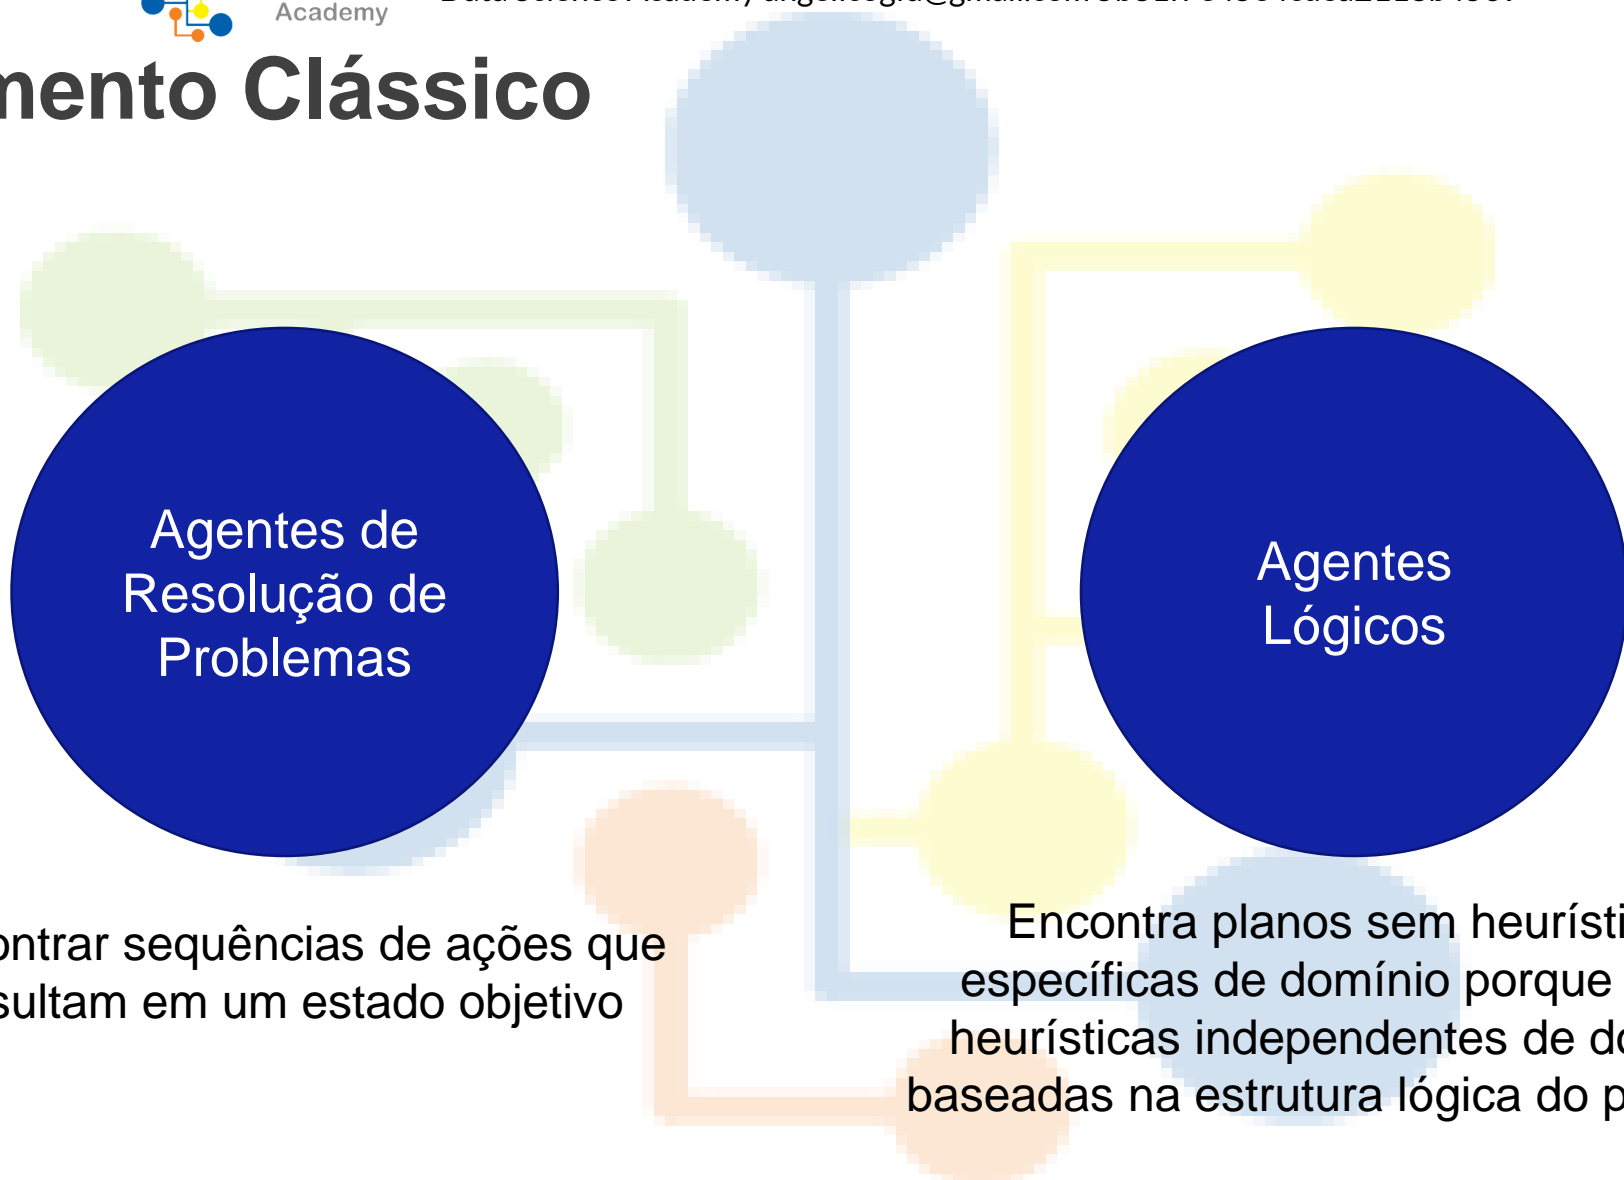 Academy
mento Clássico
Agentes de
Resolução de
Problemas
Agentes
Lógicos
ontrar sequências de ações que
sultam em um estado objetivo
Encontra planos sem heurísti
específicas de domínio porque
heurísticas independentes de do
baseadas na estrutura lógica do p